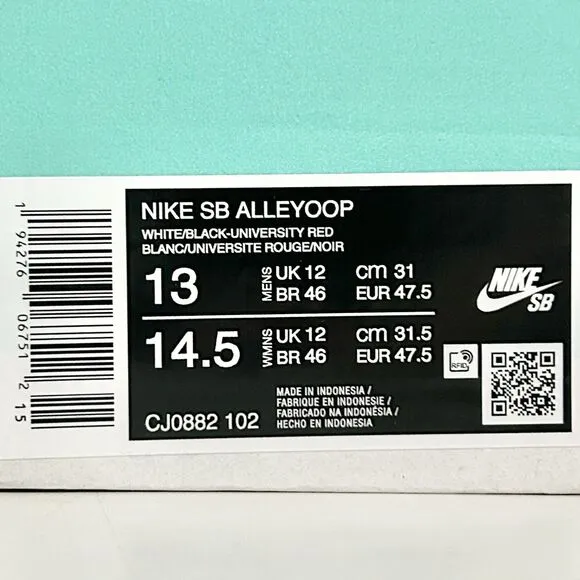 1 94276 06751 2 15
NIKE SB ALLEYOOP
WHITE/BLACK-UNIVERSITY RED
BLANC/UNIVERSITE ROUGE/NOIR
13 MENS UK 12 cm 31
BR 46 EUR 47.5
14.5 WMNS UK 12 cm 31.5
BR 46 EUR 47.5
NIKE
SB
RFID
CJ0882 102
MADE IN INDONESIA /
FABRIQUE EN INDONESIE /
FABRICADO NA INDONÉSIA /
HECHO EN INDONESIA